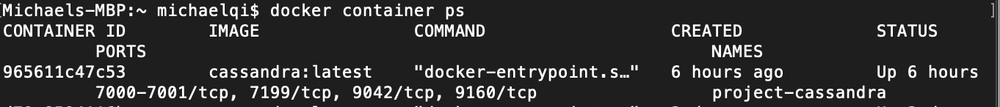 [Michaels-MBP:~ michaelqi$ docker container ps ]
CONTAINER ID IMAGE COMMAND CREATED STATUS
PORTS NAMES
965611c47c53 cassandra:latest "docker-entrypoint.s…" 6 hours ago Up 6 hours
7000-7001/tcp, 7199/tcp, 9042/tcp, 9160/tcp project-cassandra